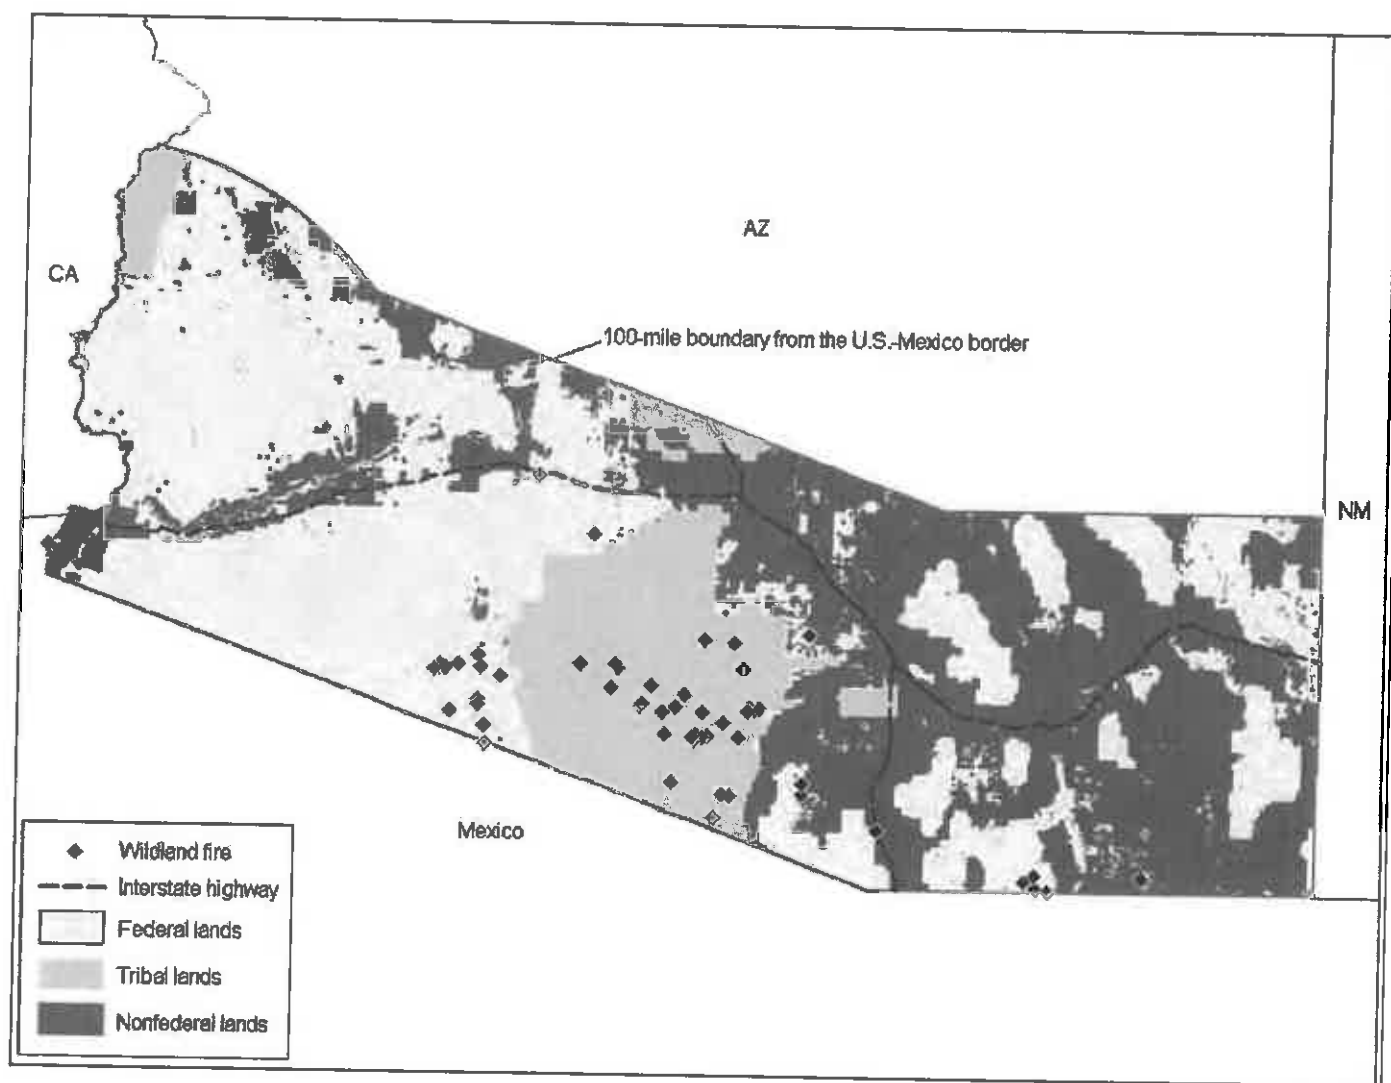 AZ
CA
100-mile boundary from the U.S.-Mexico border
NM
Mexico
Wildland fire
Interstate highway
Federal lands
Tribal lands
Nonfederal lands